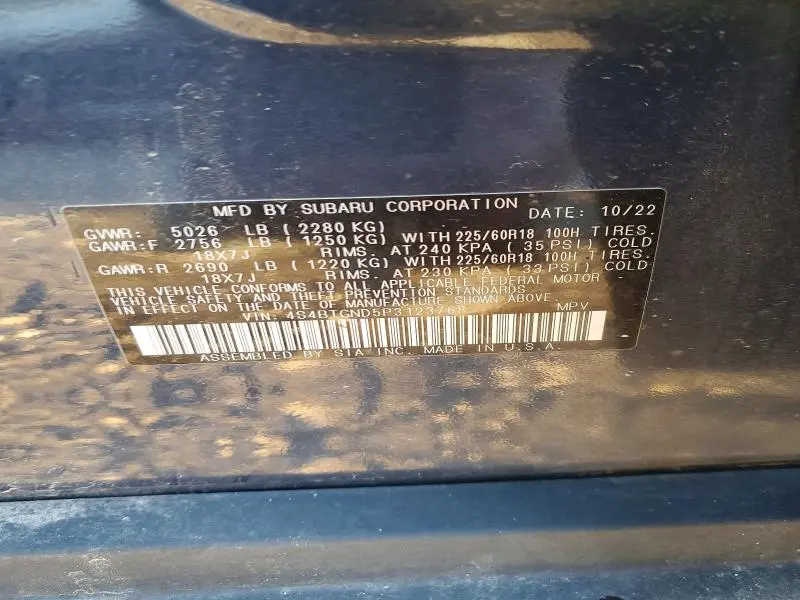 MFD BY SUBARU CORPORATION DATE: 10/22
GVWR: 5026 LB (2280 KG)
GAWR:F 2756 LB (1250 KG) WITH 225/60R18 100H TIRES.
18X7J RIMS. AT 240 KPA (35 PSI) COLD
GAWR:R 2690 LB (1220 KG) WITH 225/60R18 100H TIRES.
18X7J RIMS. AT 230 KPA (33 PSI) COLD
THIS VEHICLE CONFORMS TO ALL APPLICABLE FEDERAL MOTOR
VEHICLE SAFETY AND THEFT PREVENTION STANDARDS
IN EFFECT ON THE DATE OF MANUFACTURE SHOWN ABOVE.
VIN: 4S4BTGND5P3123768 MPV
ASSEMBLED BY SIA INC. MADE IN U.S.A.